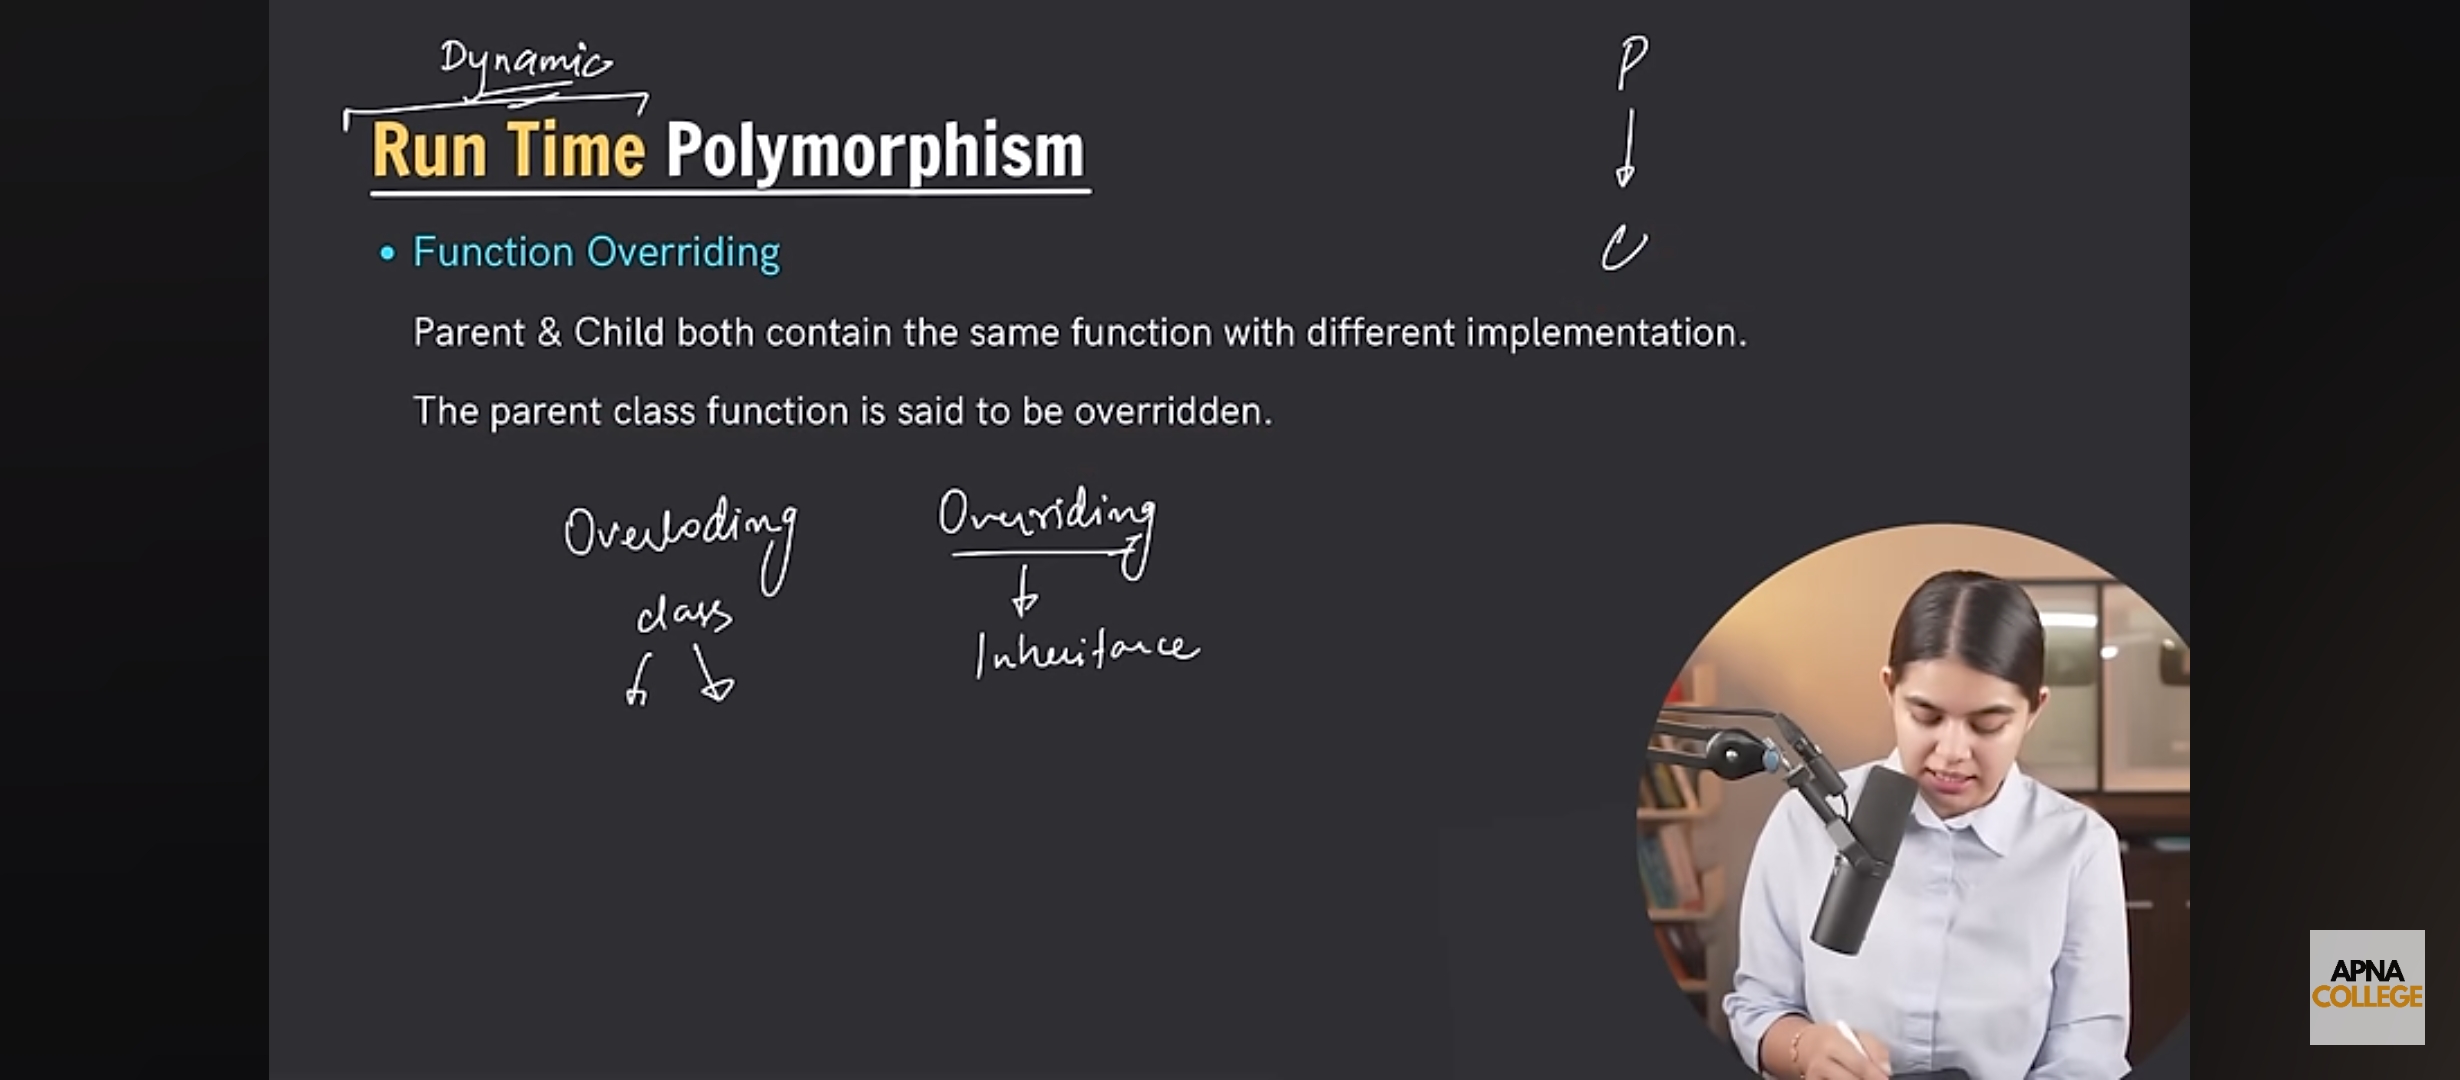 Dynamic
P
Run Time Polymorphism
C
• Function Overriding
Parent & Child both contain the same function with different implementation.
The parent class function is said to be overridden.
Overloding
Overriding
class
Inheritance
APNA
COLLEGE